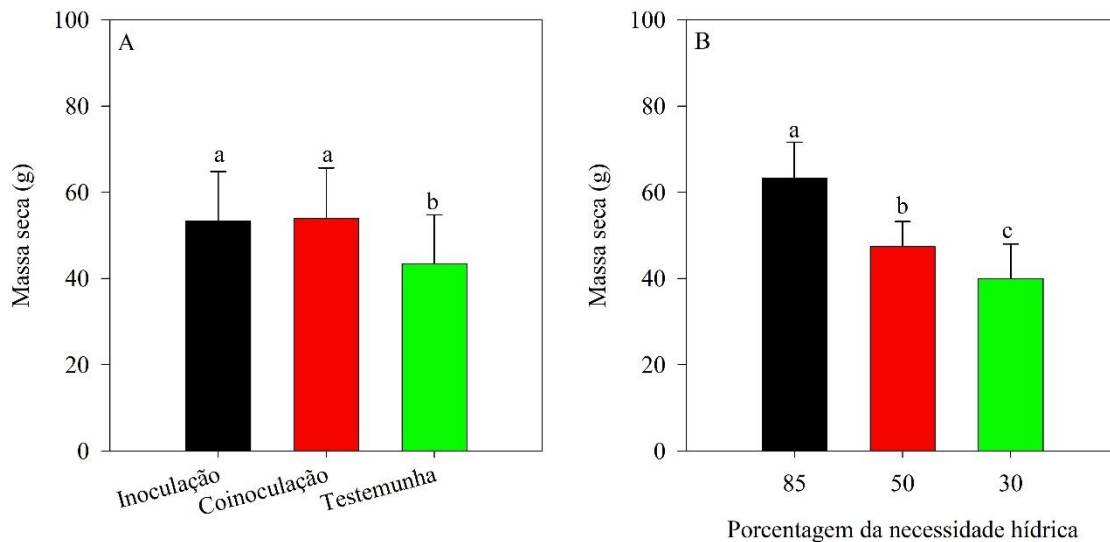 A
Massa seca (g)
100
80
60
40
20
0
a
a
b
Inoculação
Coinoculação
Testemunha
B
Massa seca (g)
100
80
60
40
20
0
a
b
c
85 50 30
Porcentagem da necessidade hídrica